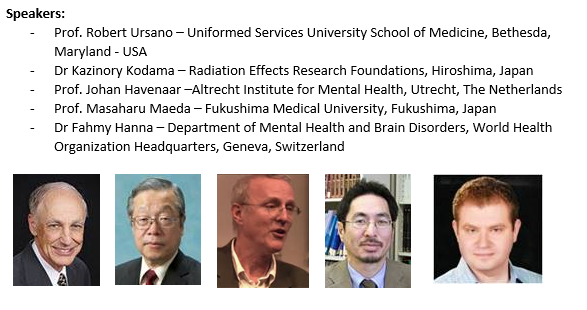 Speakers:
- Prof. Robert Ursano – Uniformed Services University School of Medicine, Bethesda,
Maryland - USA
- Dr Kazinory Kodama – Radiation Effects Research Foundations, Hiroshima, Japan
- Prof. Johan Havenaar –Altrecht Institute for Mental Health, Utrecht, The Netherlands
- Prof. Masaharu Maeda – Fukushima Medical University, Fukushima, Japan
- Dr Fahmy Hanna – Department of Mental Health and Brain Disorders, World Health
Organization Headquarters, Geneva, Switzerland